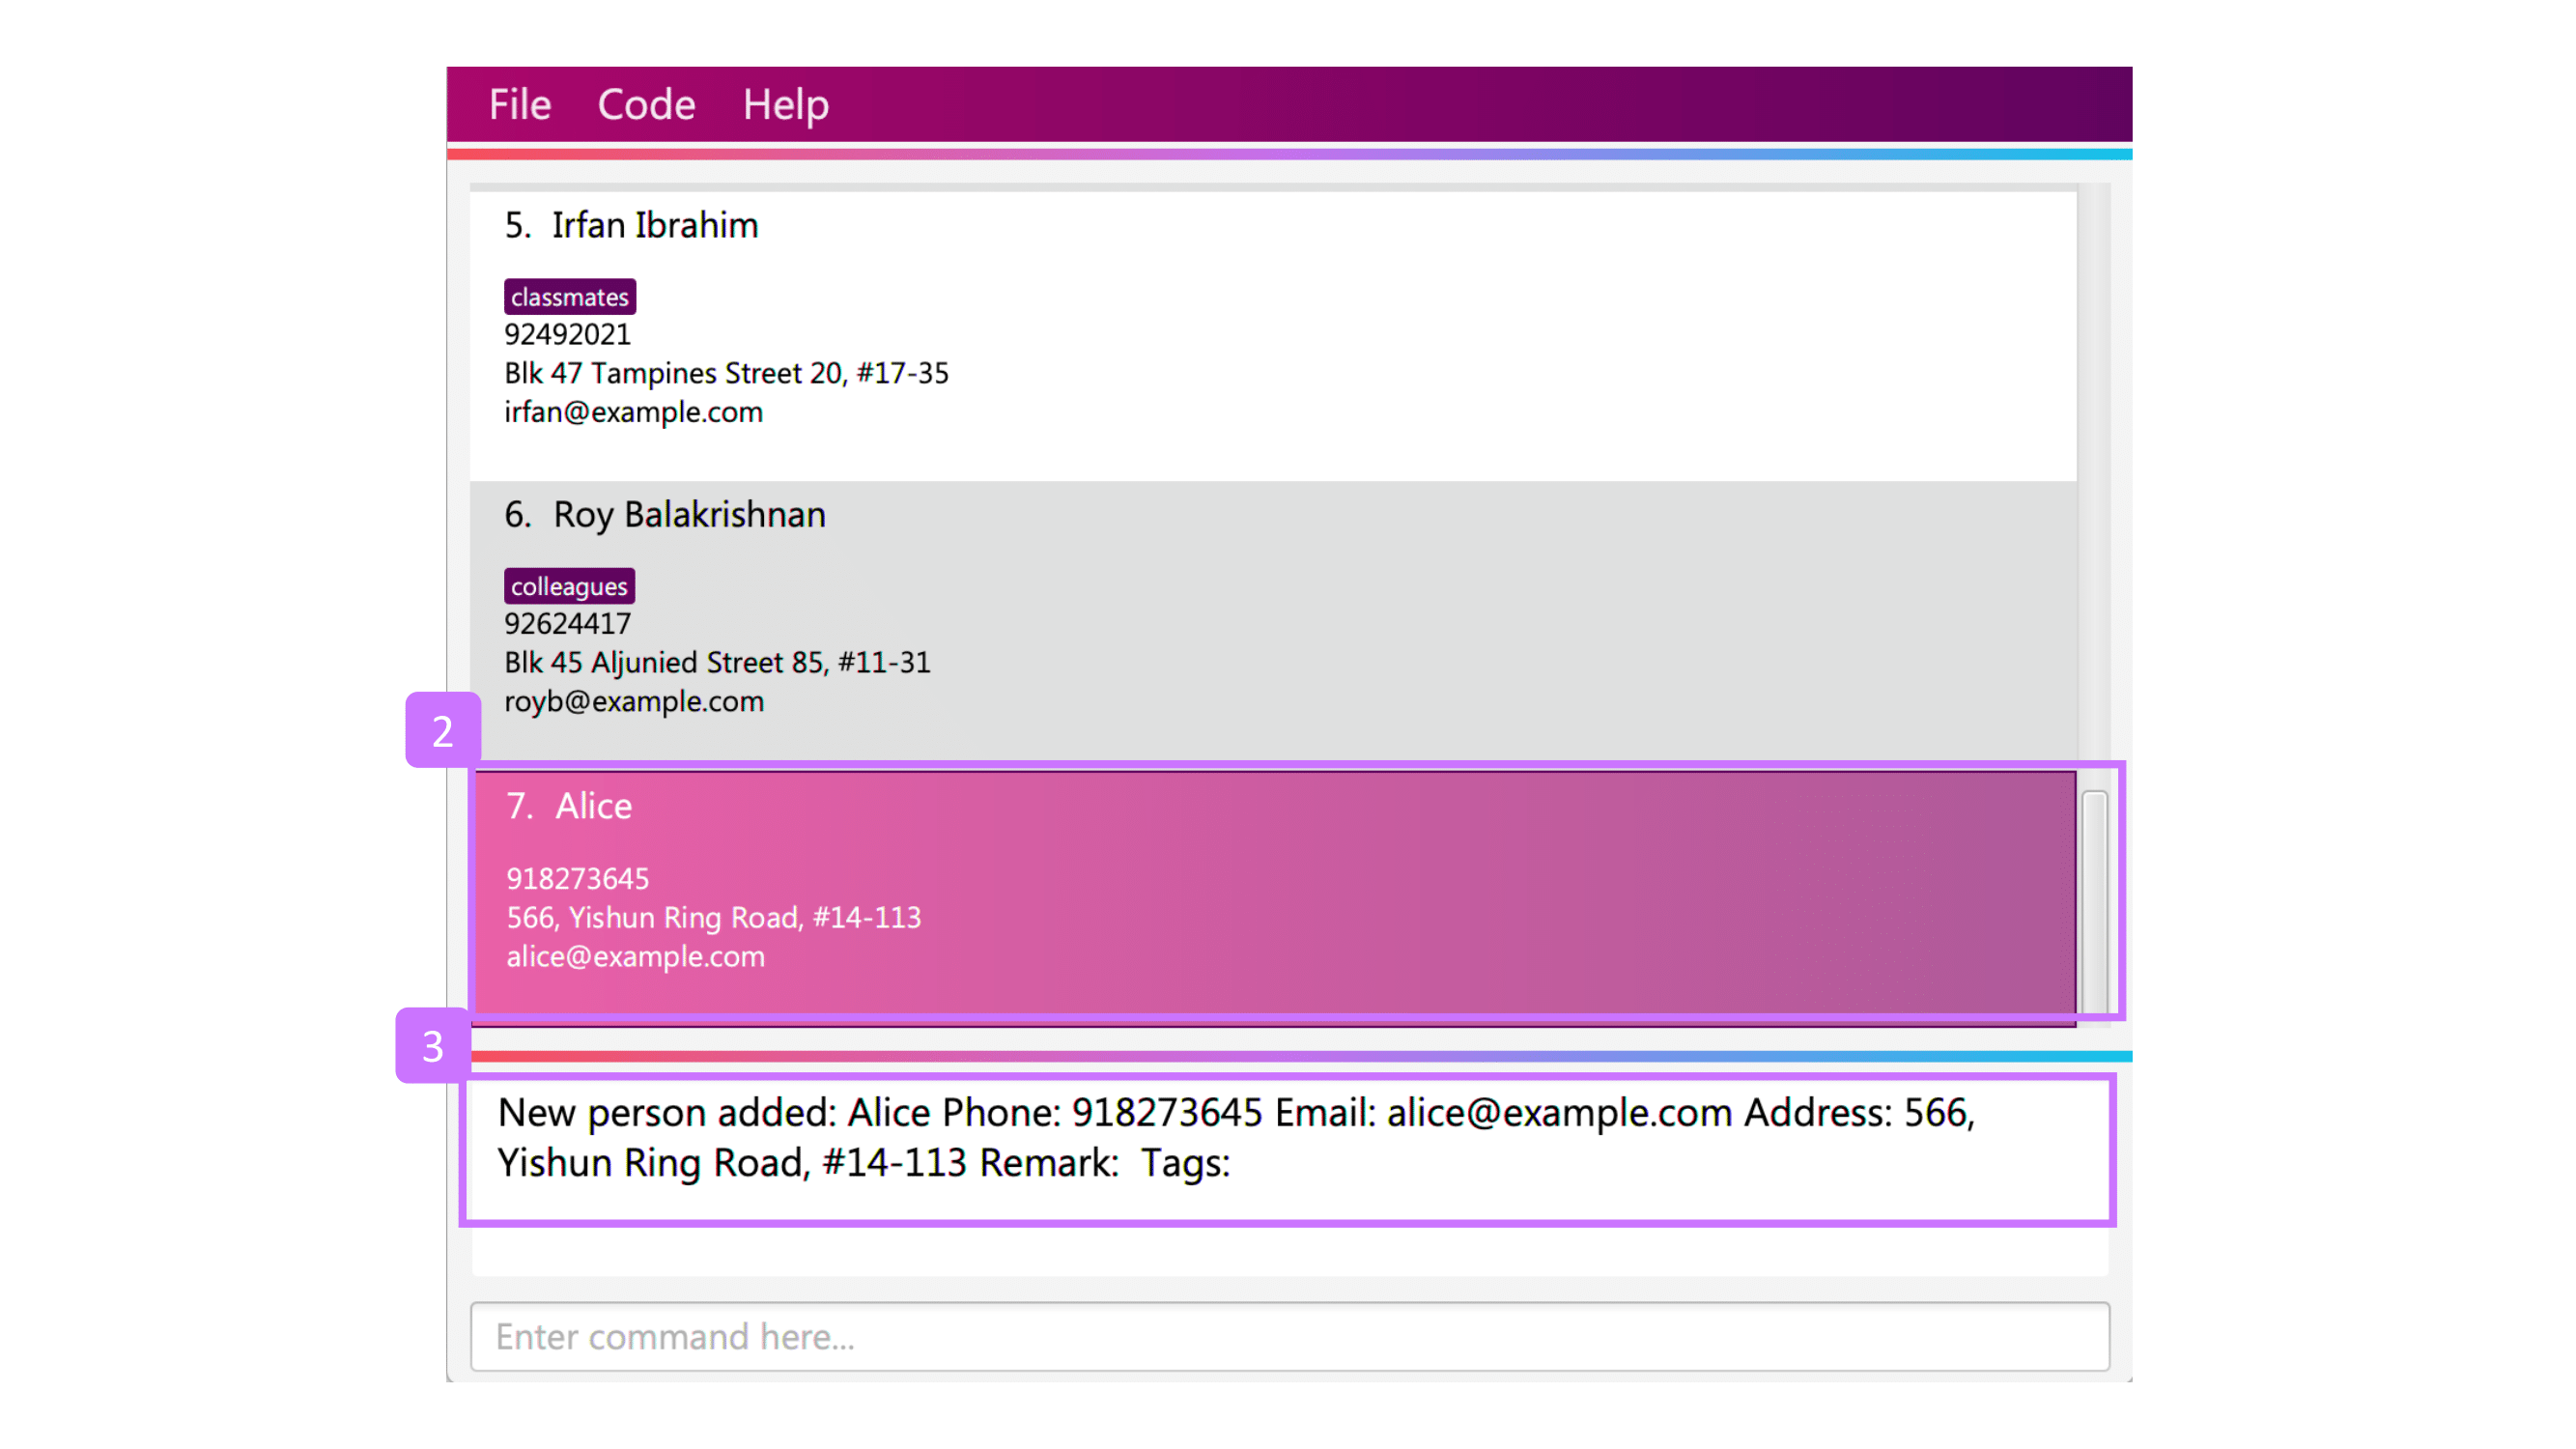 File Code Help
5. Irfan Ibrahim
classmates
92492021
Blk 47 Tampines Street 20, #17-35
irfan@example.com
6. Roy Balakrishnan
colleagues
92624417
Blk 45 Aljunied Street 85, #11-31
royb@example.com
2
7. Alice
918273645
566, Yishun Ring Road, #14-113
alice@example.com
3
New person added: Alice Phone: 918273645 Email: alice@example.com Address: 566,
Yishun Ring Road, #14-113 Remark:  Tags:
Enter command here...